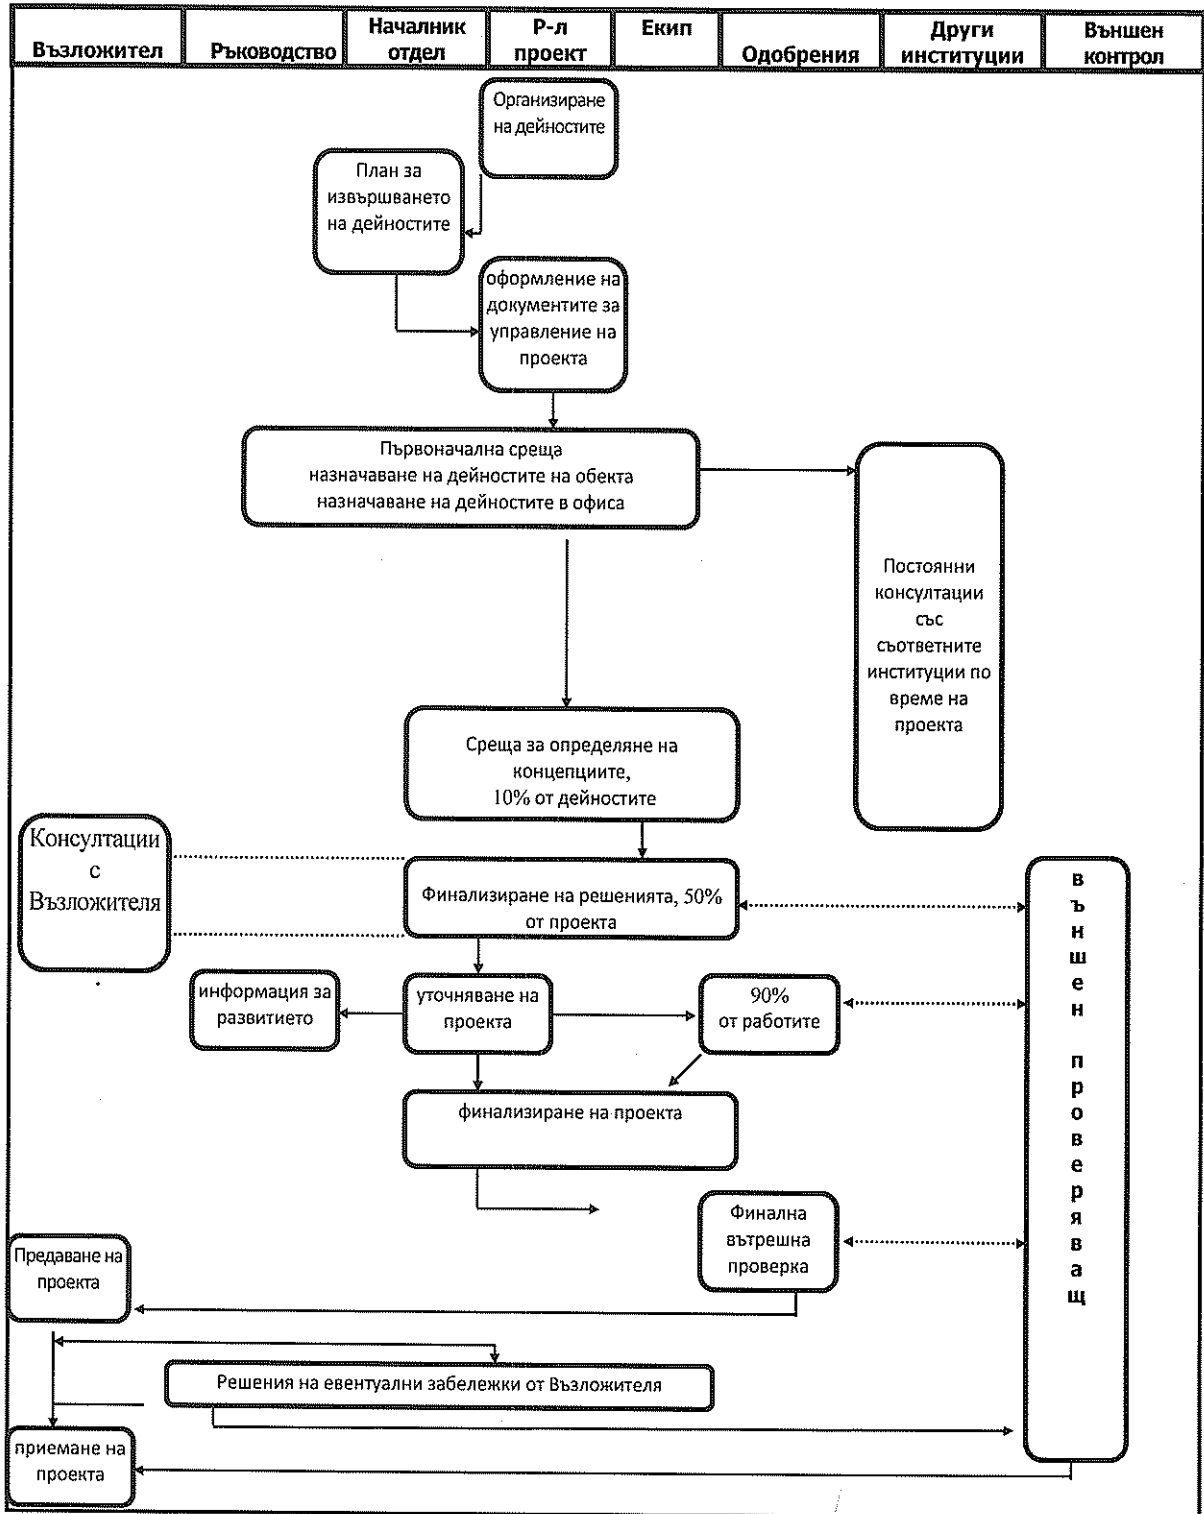 Възложител
Ръководство
Началник
отдел
Р-л
проект
Екип
Одобрения
Други
институции
Външен
контрол
Организиране
на дейностите
План за
извършването
на дейностите
оформление на
документите за
управление на
проекта
Първоначална среща
назначаване на дейностите на обекта
назначаване на дейностите в офиса
Постоянни
консултации
със
съответните
институции по
време на
проекта
Среща за определяне на
концепциите,
10% от дейностите
Консултации
с
Възложителя
Финализиране на решенията, 50%
от проекта
информация за
развитието
уточняване на
проекта
90%
от работите
финализиране на проекта
Финална
вътрешна
проверка
Предаване на
проекта
Решения на евентуални забележки от Възложителя
приемане на
проекта
в
ъ
н
ш
е
н
п
р
о
в
е
р
я
в
а
щ